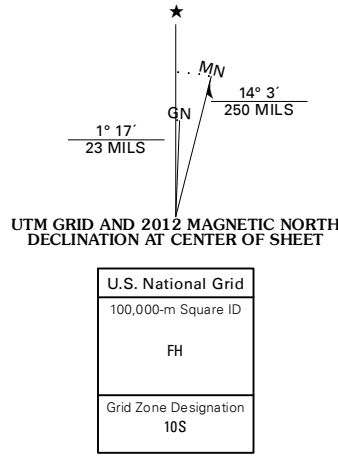 ★
MN
GN
14° 3´
250 MILS
1° 17´
23 MILS
UTM GRID AND 2012 MAGNETIC NORTH
DECLINATION AT CENTER OF SHEET
U.S. National Grid
100,000-m Square ID
FH
Grid Zone Designation
10S